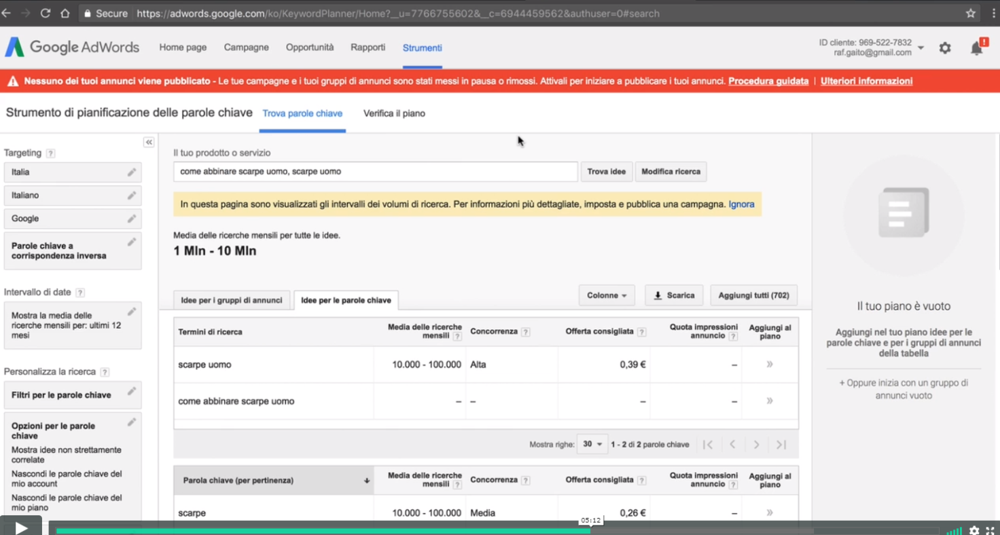 Secure https://adwords.google.com/ko/KeywordPlanner/Home?__u=7766755602&__c=6944459562&authuser=0#search
Google AdWords Home page Campagne Opportunità Rapporti Strumenti
ID cliente: 969-522-7832
raf.gaito@gmail.com
!
Nessuno dei tuoi annunci viene pubblicato - Le tue campagne e i tuoi gruppi di annunci sono stati messi in pausa o rimossi. Attivali per iniziare a pubblicare i tuoi annunci. Procedura guidata | Ulteriori informazioni
Strumento di pianificazione delle parole chiave Trova parole chiave Verifica il piano
Targeting ?
Italia
Italiano
Google
Parole chiave a
corrispondenza inversa
Intervallo di date ?
Mostra la media delle
ricerche mensili per: ultimi 12
mesi
Personalizza la ricerca ?
Filtri per le parole chiave
Opzioni per le parole
chiave
Mostra idee non strettamente
correlate
Nascondi le parole chiave del
mio account
Nascondi le parole chiave del
mio piano
Il tuo prodotto o servizio
come abbinare scarpe uomo, scarpe uomo Trova idee Modifica ricerca
In questa pagina sono visualizzati gli intervalli dei volumi di ricerca. Per informazioni più dettagliate, imposta e pubblica una campagna. Ignora
Media delle ricerche mensili per tutte le idee.
1 Mln - 10 Mln
Idee per i gruppi di annunci Idee per le parole chiave Colonne Scarica Aggiungi tutti (702)
Termini di ricerca Media delle ricerche mensili ? Concorrenza ? Offerta consigliata ? Quota impressioni annuncio ? Aggiungi al piano
scarpe uomo 10.000 - 100.000 Alta 0,39 € – »
come abbinare scarpe uomo – – – – »
Mostra righe: 30 1 - 2 di 2 parole chiave
Parola chiave (per pertinenza) Media delle ricerche mensili ? Concorrenza ? Offerta consigliata ? Quota impressioni annuncio ? Aggiungi al piano
scarpe 10.000 - 100.000 Media 0,26 € – »
Il tuo piano è vuoto
Aggiungi nel tuo piano idee per le
parole chiave e per i gruppi di annunci
della tabella
+ Oppure inizia con un gruppo di
annunci vuoto
05:12